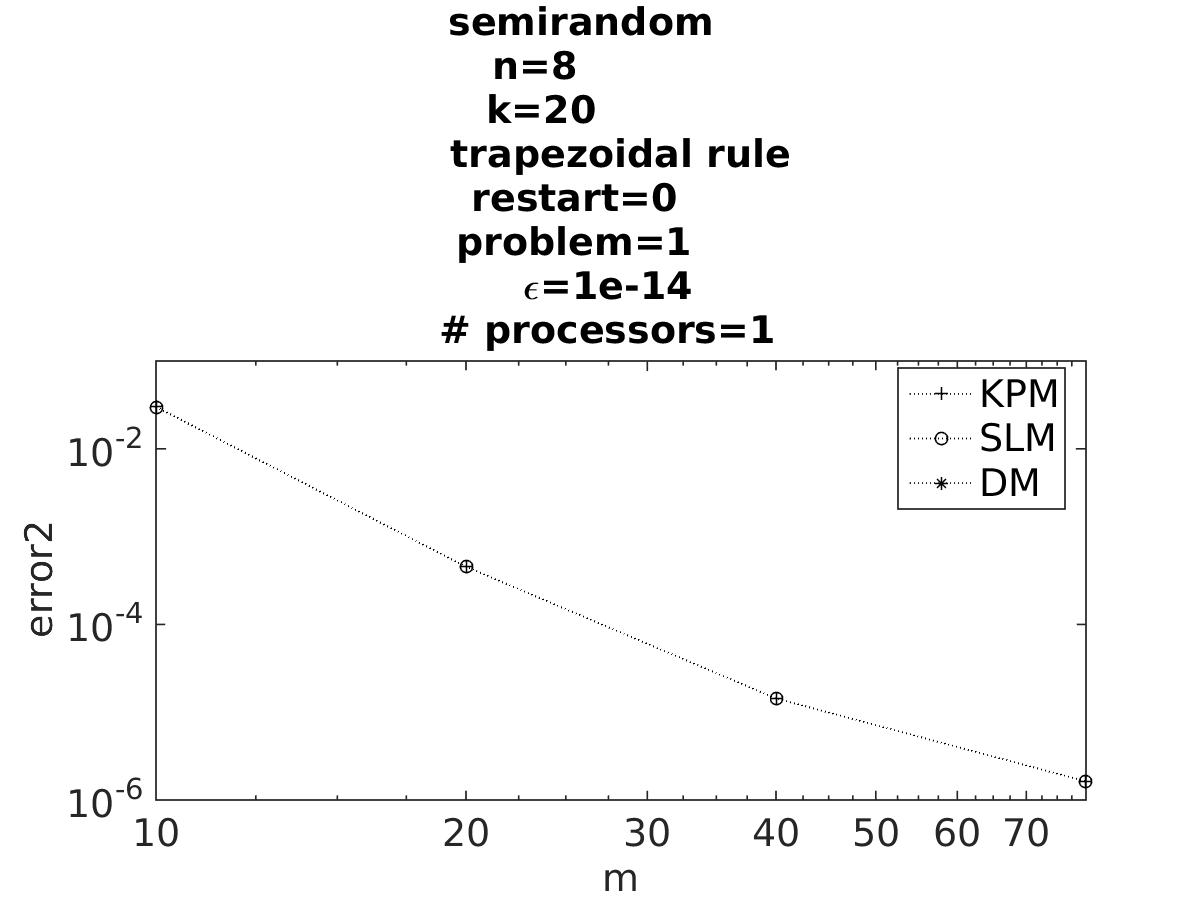 semirandom
n=8
k=20
trapezoidal rule
restart=0
problem=1
ϵ=1e-14
# processors=1
KPM
SLM
DM
10^-2
10^-4
10^-6
error2
10 20 30 40 50 60 70
m